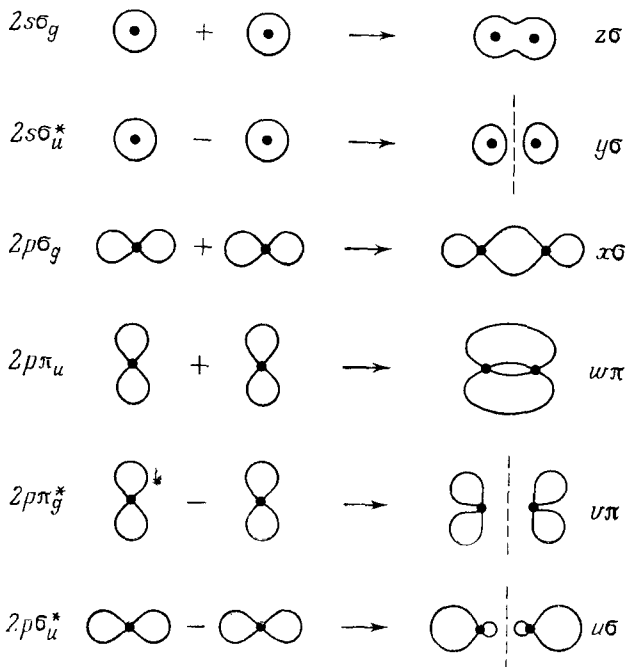 2sσg + → zσ
2sσu* − → yσ
2pσg + → xσ
2pπu + → wπ
2pπg* − → vπ
2pσu* − → uσ